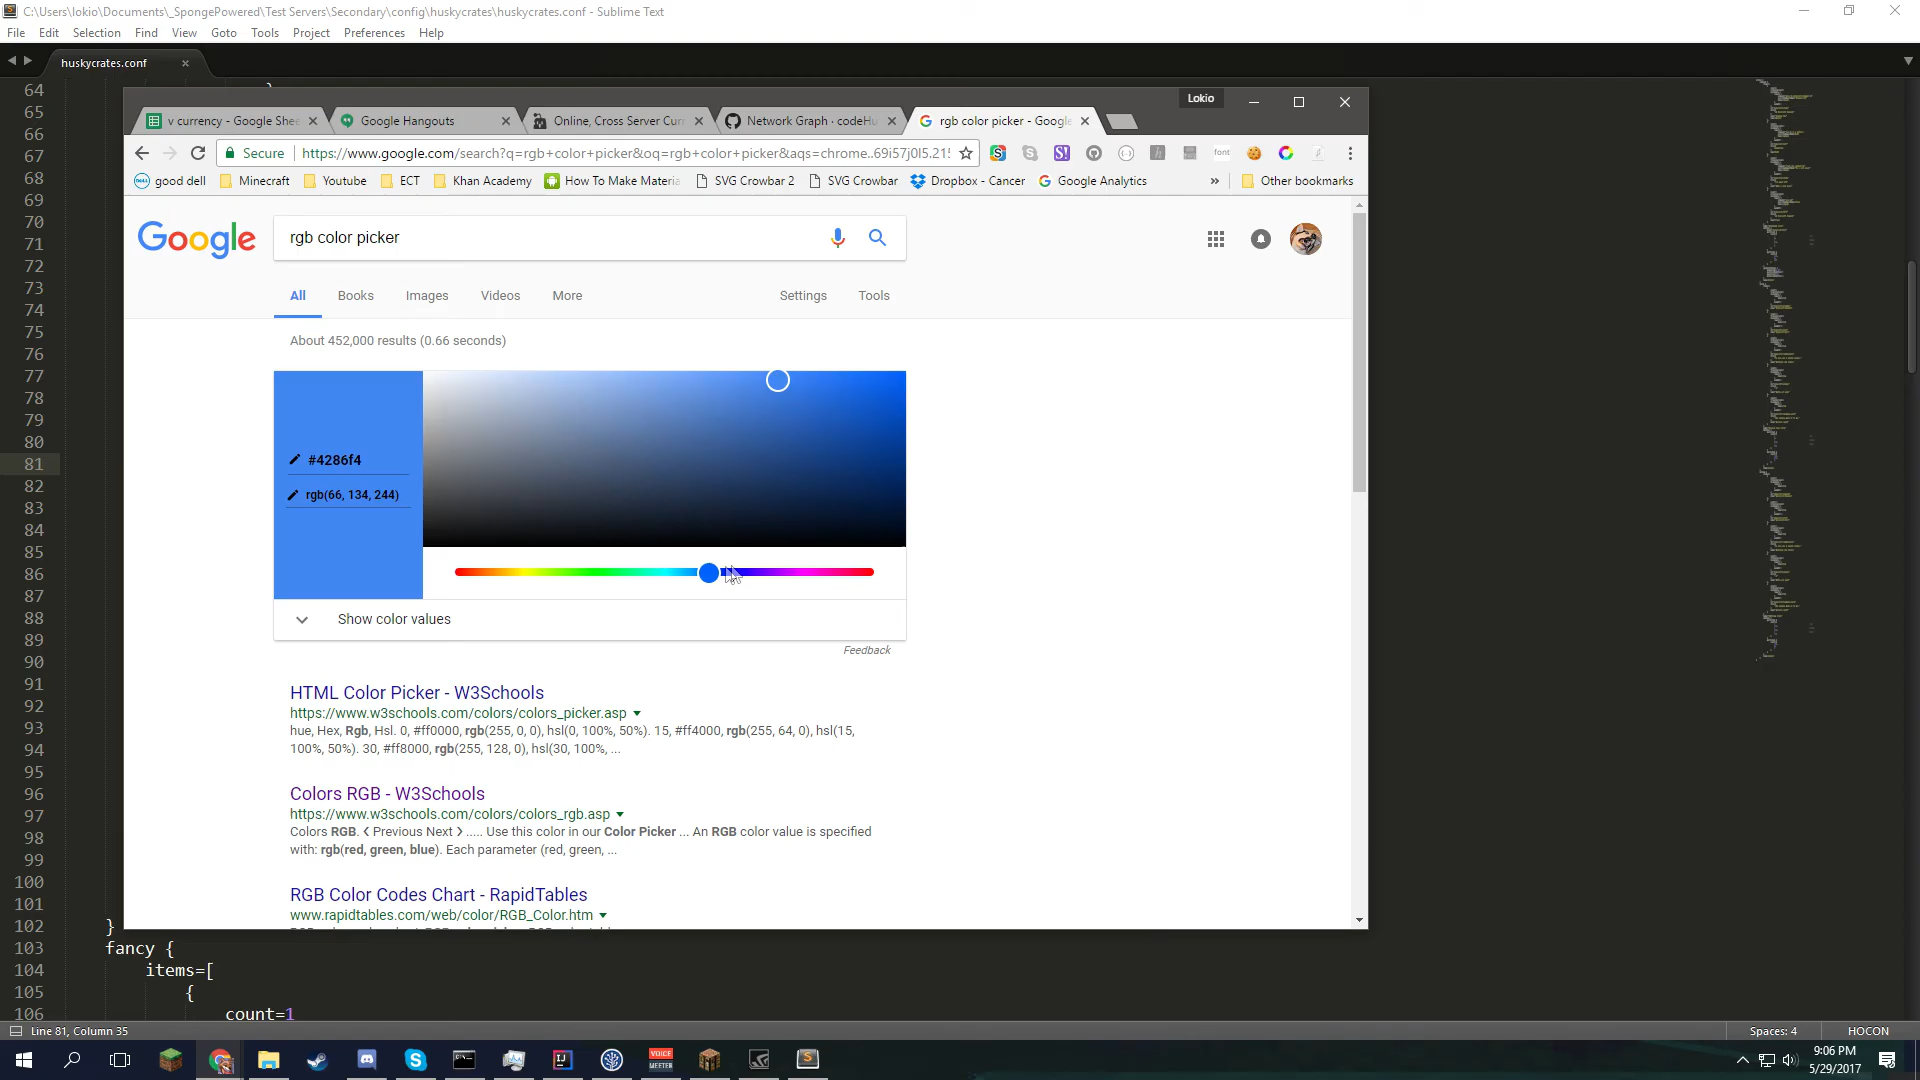 C:\Users\lokio\Documents\_SpongePowered\Test Servers\Secondary\config\huskycrates\huskycrates.conf - Sublime Text
File Edit Selection Find View Goto Tools Project Preferences Help
huskycrates.conf
Lokio
v currency - Google Shee
Google Hangouts
Online, Cross Server Cur
Network Graph · codeHu
rgb color picker - Google
Secure https://www.google.com/search?q=rgb+color+picker&oq=rgb+color+picker&aqs=chrome..69i57j0l5.215
font
good dell Minecraft Youtube ECT Khan Academy How To Make Materia SVG Crowbar 2 SVG Crowbar Dropbox - Cancer Google Analytics » Other bookmarks
Google
rgb color picker
All Books Images Videos More Settings Tools
About 452,000 results (0.66 seconds)
#4286f4
rgb(66, 134, 244)
Show color values
Feedback
HTML Color Picker - W3Schools
https://www.w3schools.com/colors/colors_picker.asp
hue, Hex, Rgb, Hsl. 0, #ff0000, rgb(255, 0, 0), hsl(0, 100%, 50%). 15, #ff4000, rgb(255, 64, 0), hsl(15,
100%, 50%). 30, #ff8000, rgb(255, 128, 0), hsl(30, 100%, ...
Colors RGB - W3Schools
https://www.w3schools.com/colors/colors_rgb.asp
Colors RGB. ❮ Previous Next ❯ ..... Use this color in our Color Picker ... An RGB color value is specified
with: rgb(red, green, blue). Each parameter (red, green, ...
RGB Color Codes Chart - RapidTables
www.rapidtables.com/web/color/RGB_Color.htm
64 }
65
66
67
68
69
70
71
72
73
74
75
76
77
78
79
80
81
82
83
84
85
86
87
88
89
90
91
92
93
94
95
96
97
98
99
100
101
102 }
103 fancy {
104 items=[
105 {
106 count=1
Line 81, Column 35
Spaces: 4
HOCON
VOICE
MEETER
IJ
9:06 PM
5/29/2017